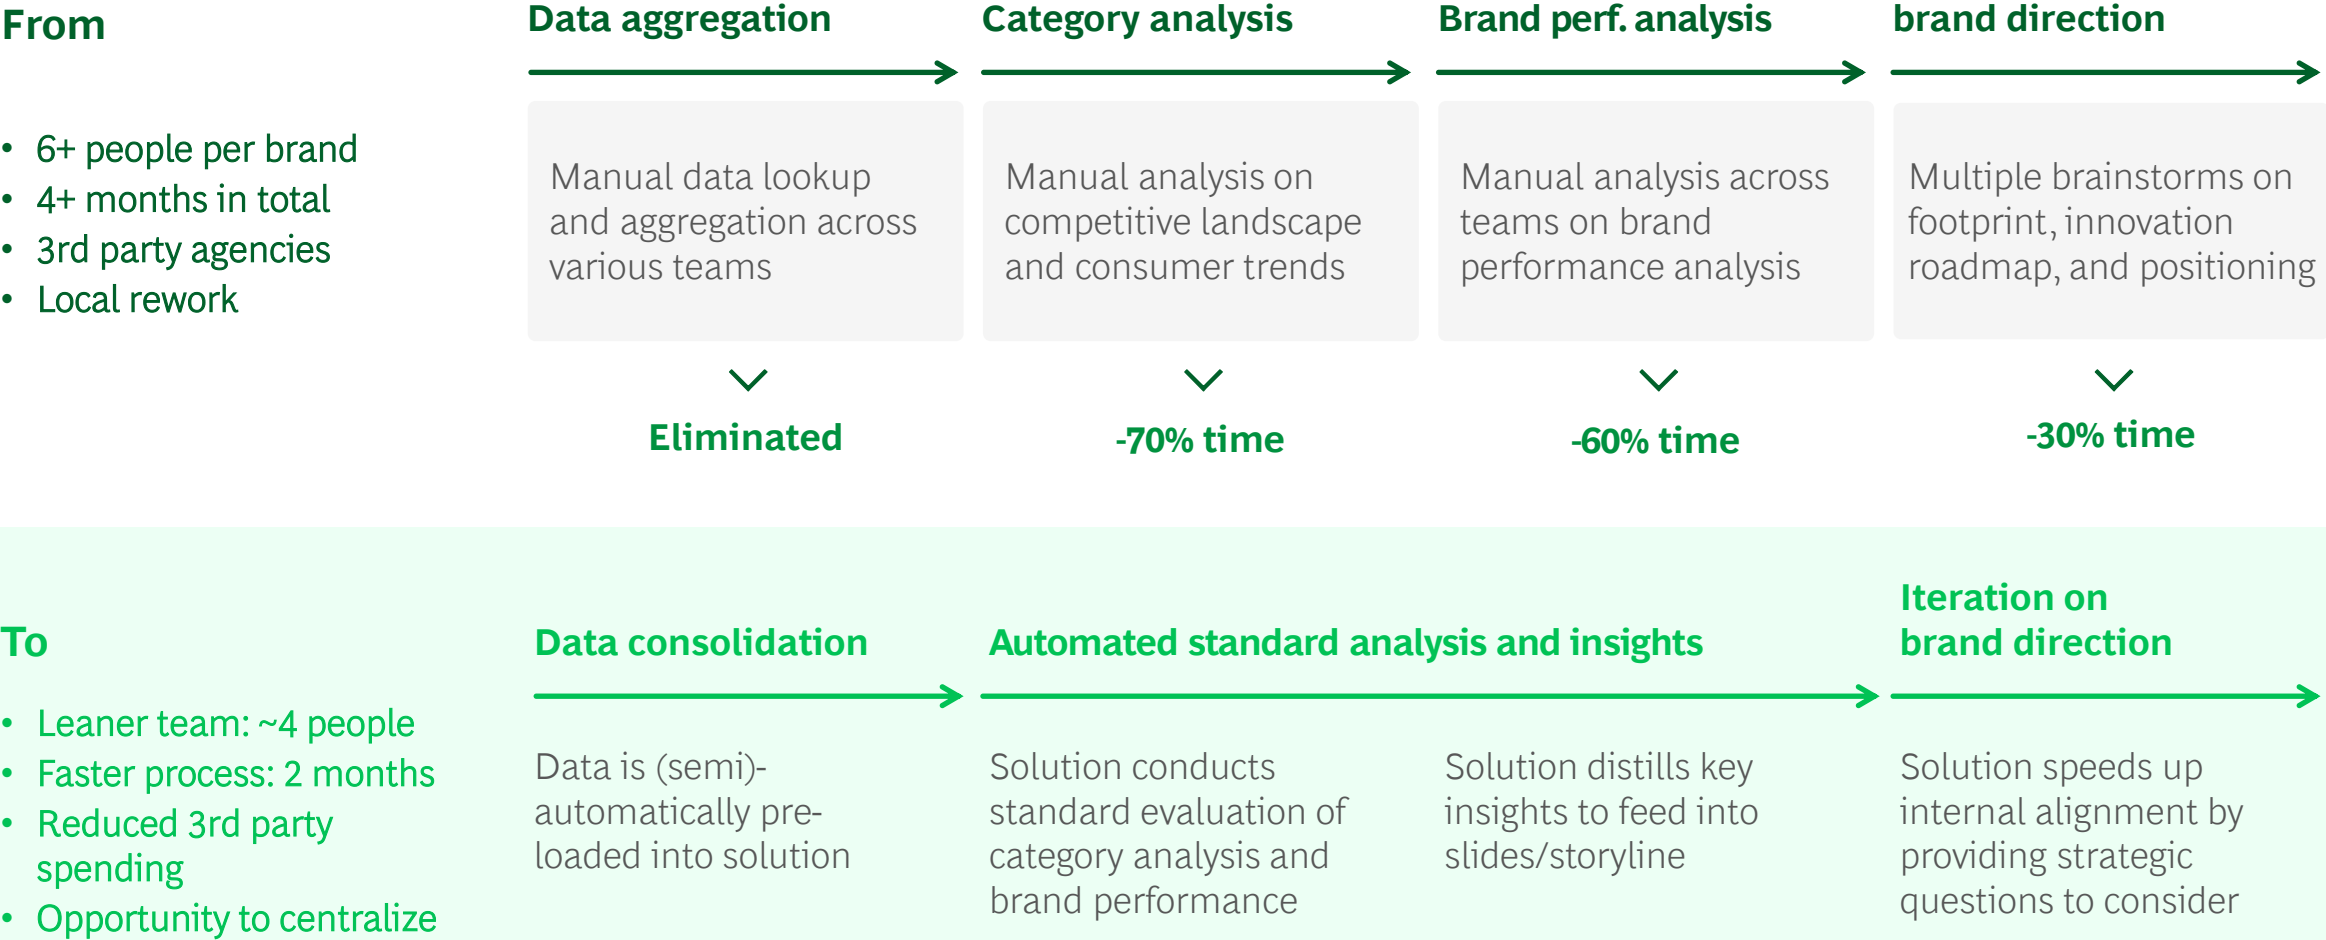 From
• 6+ people per brand
• 4+ months in total
• 3rd party agencies
• Local rework
Data aggregation
Manual data lookup
and aggregation across
various teams
Eliminated
Category analysis
Manual analysis on
competitive landscape
and consumer trends
-70% time
Brand perf. analysis
Manual analysis across
teams on brand
performance analysis
-60% time
brand direction
Multiple brainstorms on
footprint, innovation
roadmap, and positioning
-30% time
To
• Leaner team: ~4 people
• Faster process: 2 months
• Reduced 3rd party
spending
• Opportunity to centralize
Data consolidation
Data is (semi)-
automatically pre-
loaded into solution
Automated standard analysis and insights
Solution conducts
standard evaluation of
category analysis and
brand performance
Solution distills key
insights to feed into
slides/storyline
Iteration on
brand direction
Solution speeds up
internal alignment by
providing strategic
questions to consider